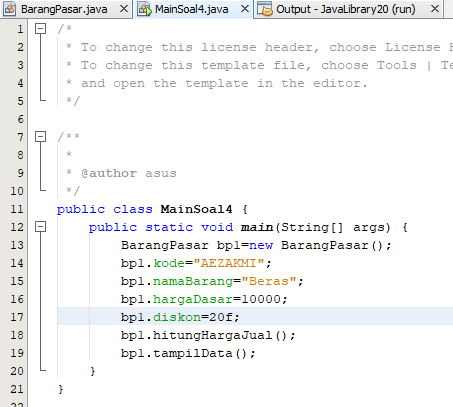 BarangPasar.java MainSoal4.java Output - JavaLibrary20 (run)
1 /*
2 * To change this license header, choose License H
3 * To change this template file, choose Tools | Te
4 * and open the template in the editor.
5 */
6
7 /**
8 *
9 * @author asus
10 */
11 public class MainSoal4 {
12 public static void main(String[] args) {
13 BarangPasar bp1=new BarangPasar();
14 bp1.kode="AEZAKMI";
15 bp1.namaBarang="Beras";
16 bp1.hargaDasar=10000;
17 bp1.diskon=20f;
18 bp1.hitungHargaJual();
19 bp1.tampilData();
20 }
21 }
22